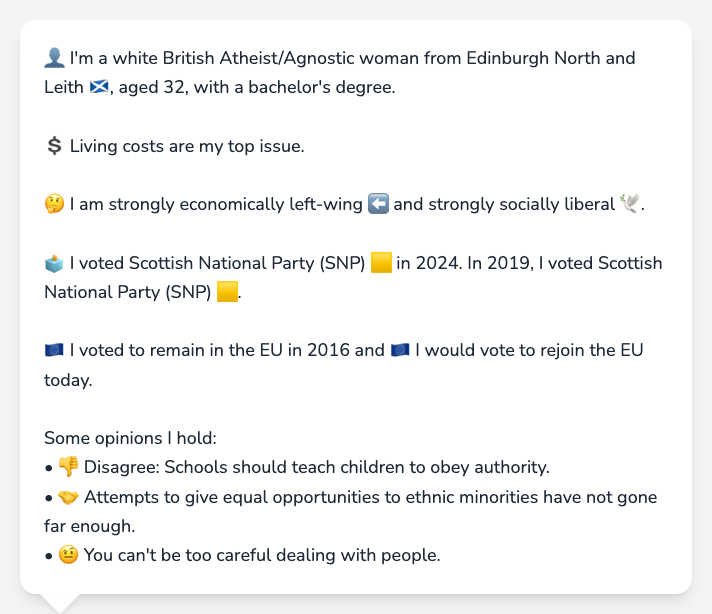 👤 I'm a white British Atheist/Agnostic woman from Edinburgh North and
Leith 🏴󠁧󠁢󠁳󠁣󠁴󠁿, aged 32, with a bachelor's degree.
💲 Living costs are my top issue.
🤔 I am strongly economically left-wing ⬅️ and strongly socially liberal 🕊️.
🗳️ I voted Scottish National Party (SNP) 🟨 in 2024. In 2019, I voted Scottish
National Party (SNP) 🟨.
🇪🇺 I voted to remain in the EU in 2016 and 🇪🇺 I would vote to rejoin the EU
today.
Some opinions I hold:
• 👎 Disagree: Schools should teach children to obey authority.
• 🤝 Attempts to give equal opportunities to ethnic minorities have not gone
far enough.
• 🤨 You can't be too careful dealing with people.